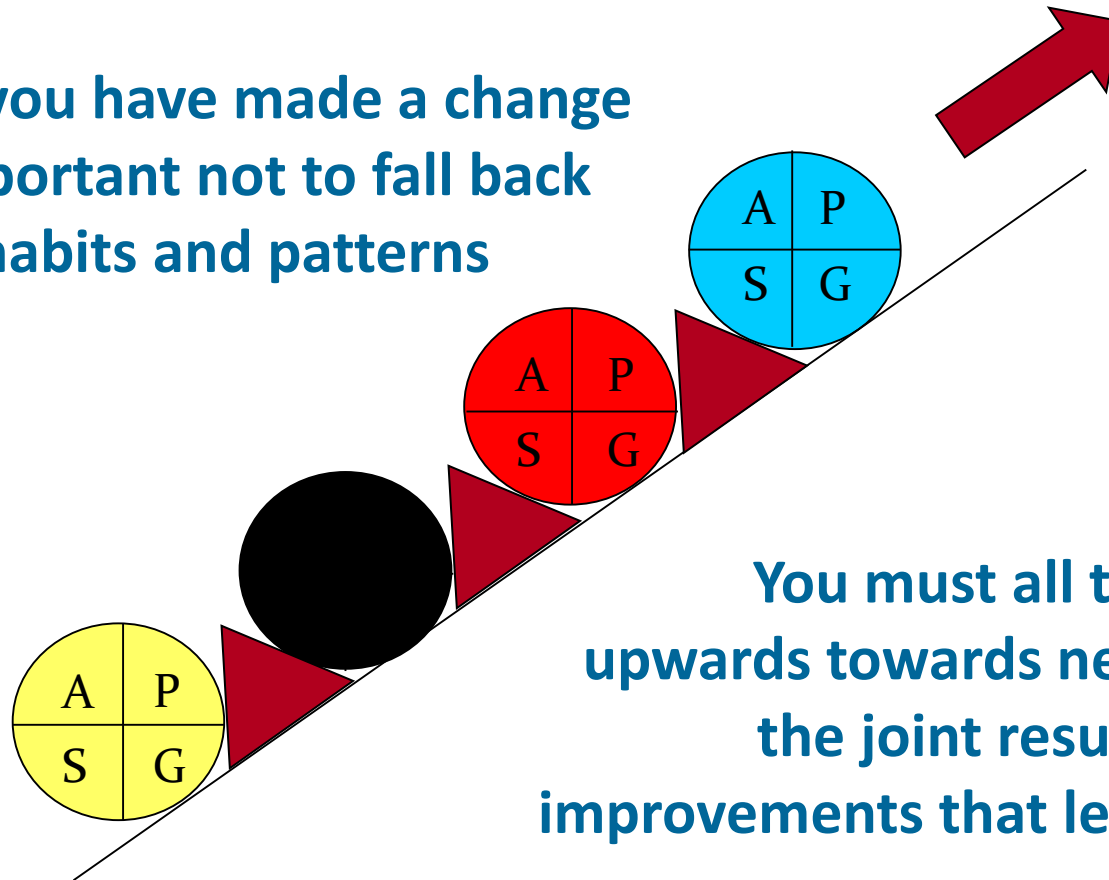 you have made a change
portant not to fall back
habits and patterns
A P
S G
A P
S G
You must all t
upwards towards ne
the joint resu
improvements that le
A P
S G